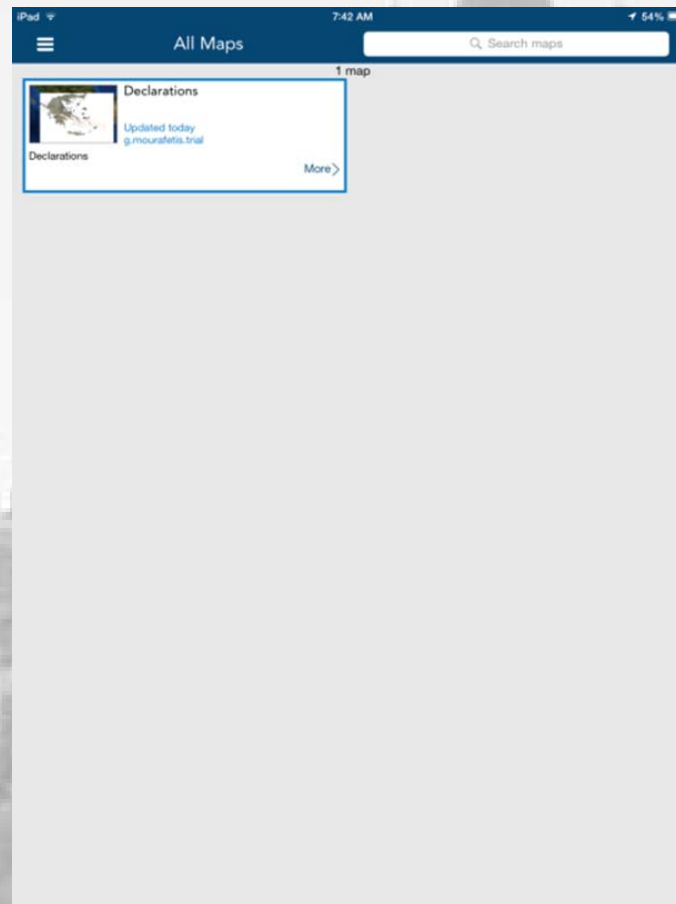 iPad 7:42 AM 54%
All Maps Search maps
1 map
Declarations
Updated today
g.mourafetis.trial
Declarations
More